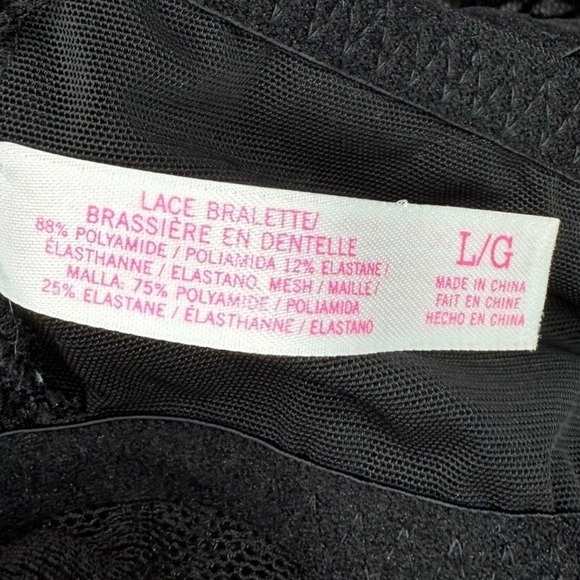 LACE BRALETTE/
BRASSIÈRE EN DENTELLE
88% POLYAMIDE / POLIAMIDA 12% ELASTANE/
ÉLASTHANNE / ELASTANO. MESH / MAILLE/
MALLA: 75% POLYAMIDE / POLIAMIDA
25% ELASTANE / ÉLASTHANNE / ELASTANO
L/G
MADE IN CHINA
FAIT EN CHINE
HECHO EN CHINA